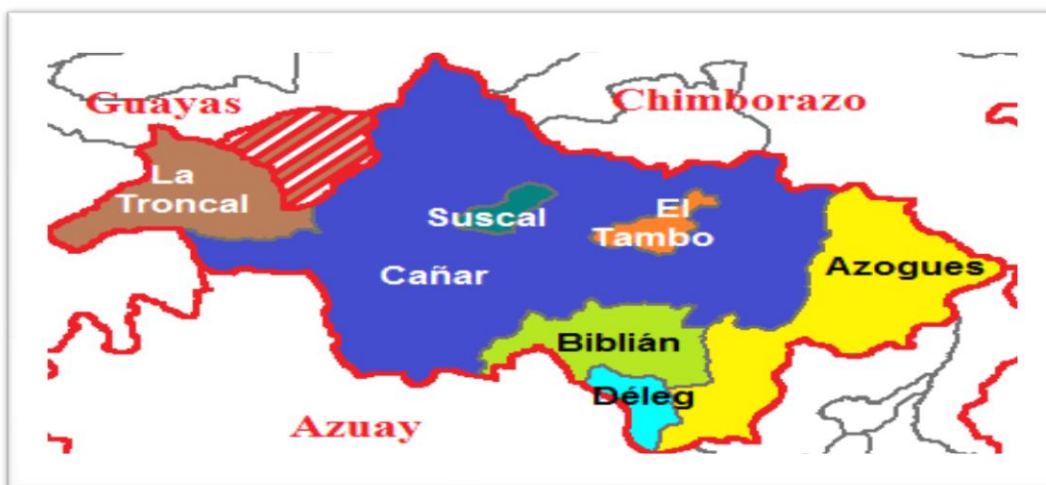 Guayas
Chimborazo
La
Troncal
Suscal
El
Tambo
Cañar
Azogues
Biblián
Déleg
Azuay